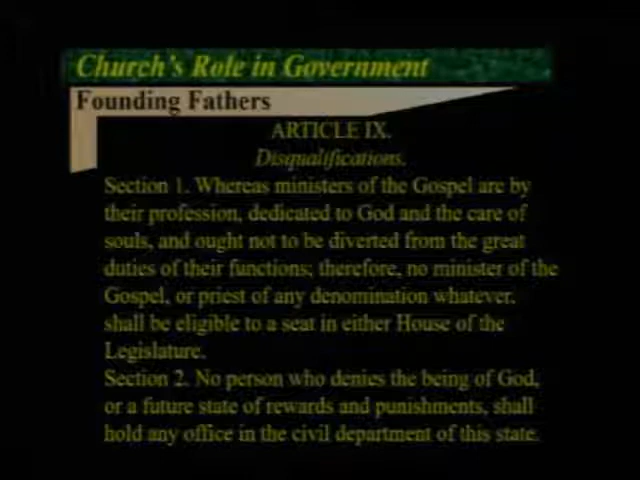 Church's Role in Government
Founding Fathers
ARTICLE IX.
Disqualifications.
Section 1. Whereas ministers of the Gospel are by
their profession, dedicated to God and the care of
souls, and ought not to be diverted from the great
duties of their functions; therefore, no minister of the
Gospel, or priest of any denomination whatever,
shall be eligible to a seat in either House of the
Legislature.
Section 2. No person who denies the being of God,
or a future state of rewards and punishments, shall
hold any office in the civil department of this state.